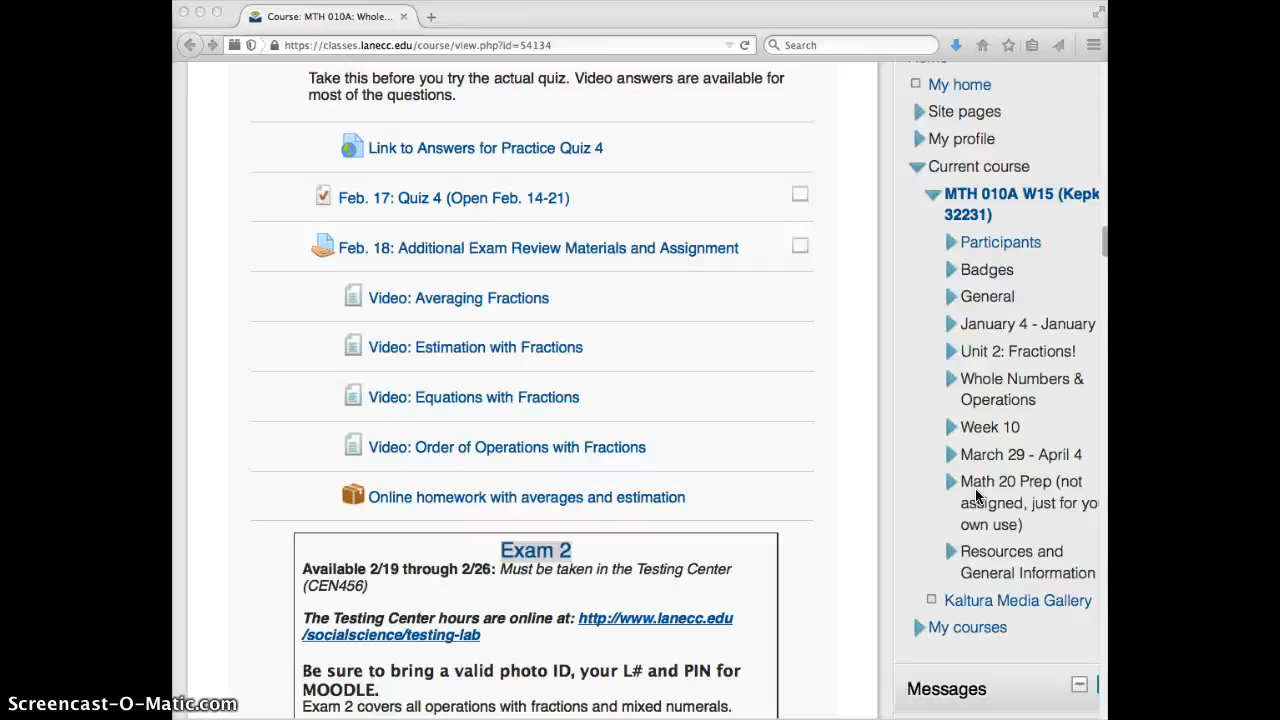 Course: MTH 010A: Whole...
https://classes.lanecc.edu/course/view.php?id=54134
Search
Take this before you try the actual quiz. Video answers are available for
most of the questions.
Link to Answers for Practice Quiz 4
Feb. 17: Quiz 4 (Open Feb. 14-21)
Feb. 18: Additional Exam Review Materials and Assignment
Video: Averaging Fractions
Video: Estimation with Fractions
Video: Equations with Fractions
Video: Order of Operations with Fractions
Online homework with averages and estimation
Exam 2
Available 2/19 through 2/26: Must be taken in the Testing Center
(CEN456)
The Testing Center hours are online at: http://www.lanecc.edu
/socialscience/testing-lab
Be sure to bring a valid photo ID, your L# and PIN for
MOODLE.
Exam 2 covers all operations with fractions and mixed numerals.
My home
Site pages
My profile
Current course
MTH 010A W15 (Kepk
32231)
Participants
Badges
General
January 4 - January
Unit 2: Fractions!
Whole Numbers &
Operations
Week 10
March 29 - April 4
Math 20 Prep (not
assigned, just for yo
own use)
Resources and
General Information
Kaltura Media Gallery
My courses
Messages
Screencast-O-Matic.com